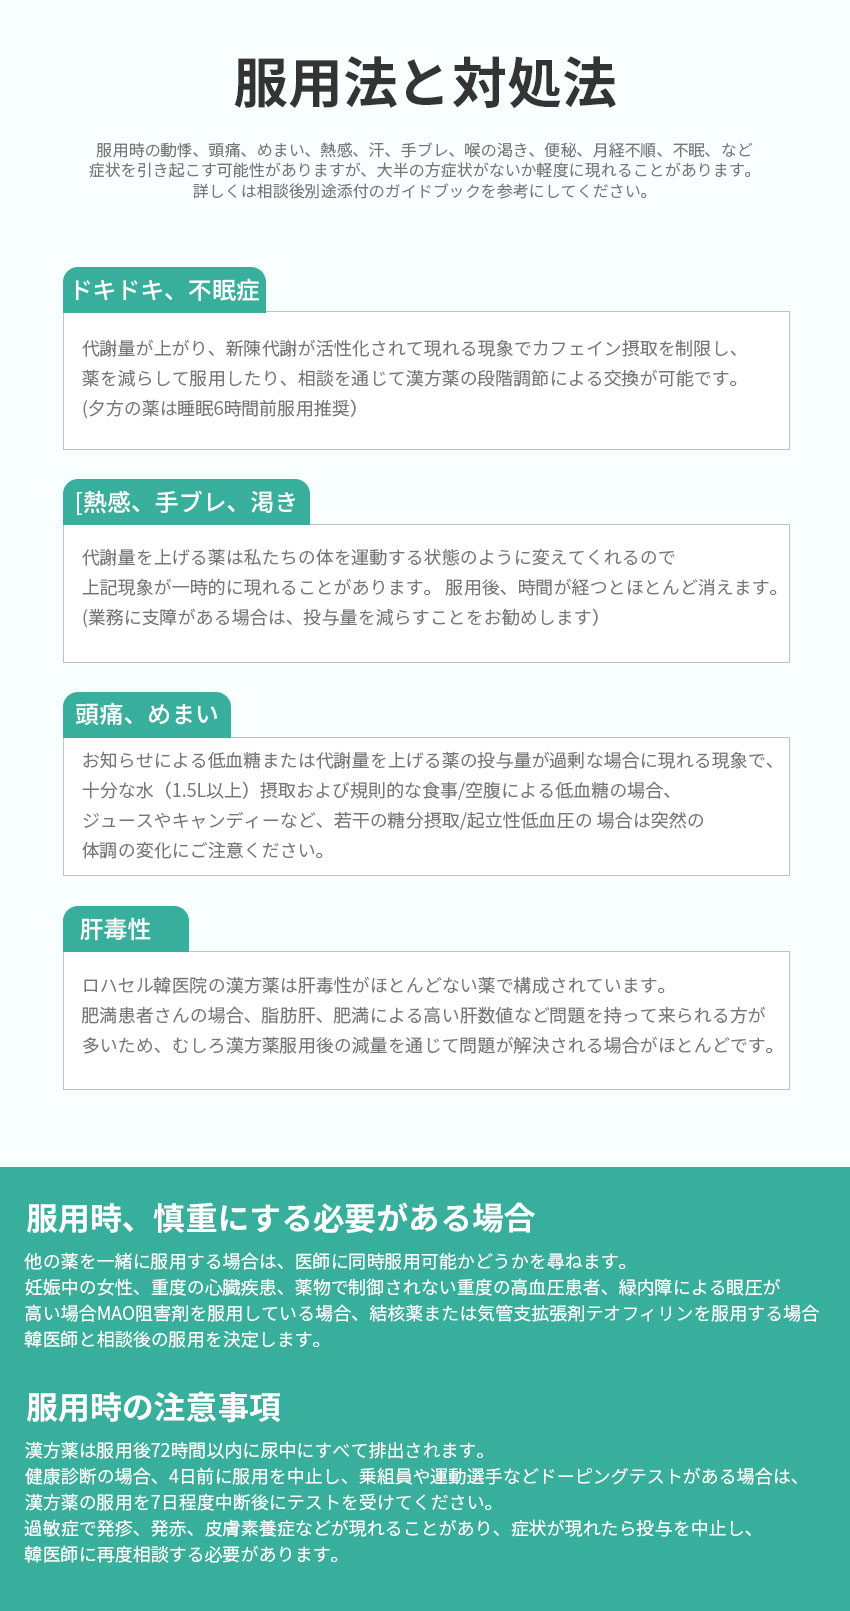 服用法と対処法
服用時の動悸、頭痛、めまい、熱感、汗、手ブレ、喉の渇き、便秘、月経不順、不眠、など
症状を引き起こす可能性がありますが、大半の方症状がないか軽度に現れることがあります。
詳しくは相談後別途添付のガイドブックを参考にしてください。
ドキドキ、不眠症
代謝量が上がり、新陳代謝が活性化されて現れる現象でカフェイン摂取を制限し、
薬を減らして服用したり、相談を通じて漢方薬の段階調節による交換が可能です。
(夕方の薬は睡眠6時間前服用推奨）
[熱感、手ブレ、渇き
代謝量を上げる薬は私たちの体を運動する状態のように変えてくれるので
上記現象が一時的に現れることがあります。 服用後、時間が経つとほとんど消えます。
(業務に支障がある場合は、投与量を減らすことをお勧めします）
頭痛、めまい
お知らせによる低血糖または代謝量を上げる薬の投与量が過剰な場合に現れる現象で、
十分な水（1.5L以上）摂取および規則的な食事/空腹による低血糖の場合、
ジュースやキャンディーなど、若干の糖分摂取/起立性低血圧の 場合は突然の
体調の変化にご注意ください。
肝毒性
ロハセル韓医院の漢方薬は肝毒性がほとんどない薬で構成されています。
肥満患者さんの場合、脂肪肝、肥満による高い肝数値など問題を持って来られる方が
多いため、むしろ漢方薬服用後の減量を通じて問題が解決される場合がほとんどです。
服用時、慎重にする必要がある場合
他の薬を一緒に服用する場合は、医師に同時服用可能かどうかを尋ねます。
妊娠中の女性、重度の心臓疾患、薬物で制御されない重度の高血圧患者、緑内障による眼圧が
高い場合MAO阻害剤を服用している場合、結核薬または気管支拡張剤テオフィリンを服用する場合
韓医師と相談後の服用を決定します。
服用時の注意事項
漢方薬は服用後72時間以内に尿中にすべて排出されます。
健康診断の場合、4日前に服用を中止し、乗組員や運動選手などドーピングテストがある場合は、
漢方薬の服用を7日程度中断後にテストを受けてください。
過敏症で発疹、発赤、皮膚素養症などが現れることがあり、症状が現れたら投与を中止し、
韓医師に再度相談する必要があります。